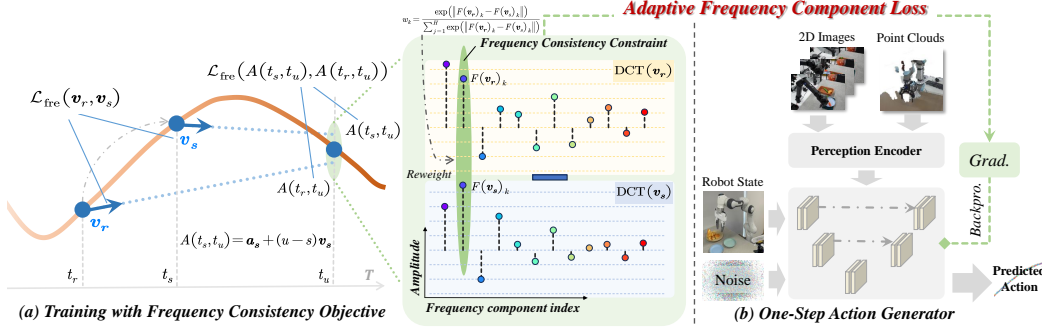 Adaptive Frequency Component Loss
w_k = exp(‖F(v_r)_k − F(v_s)_k‖) / ∑_{j=1}^{H} exp(‖F(v_r)_k − F(v_s)_k‖)
Frequency Consistency Constraint
L_fre(A(t_s, t_u), A(t_r, t_u))
L_fre(v_r, v_s)
v_s
A(t_s, t_u)
A(t_r, t_u)
v_r
A(t_s, t_u) = a_s + (u − s) v_s
t_r
t_s
t_u
T
(a) Training with Frequency Consistency Objective
DCT(v_r)
F(v_r)_k
Reweight
F(v_s)_k
DCT(v_s)
Amplitude
Frequency component index
2D Images
Point Clouds
Perception Encoder
Grad.
Backpro.
Robot State
Noise
Predicted
Action
(b) One-Step Action Generator